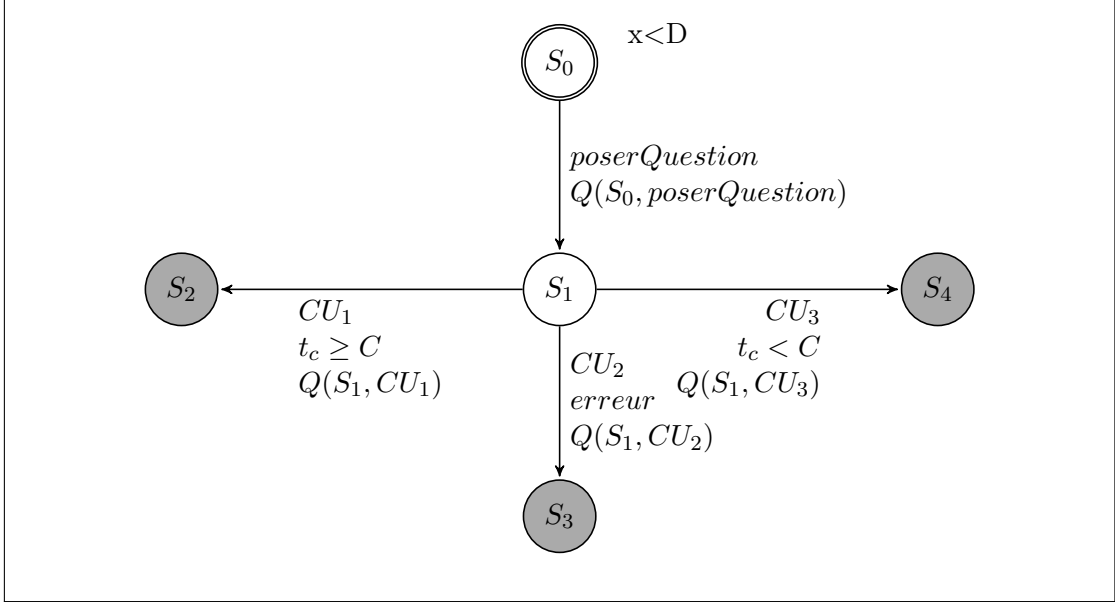 S₀
x<D
poserQuestion
Q(S₀, poserQuestion)
S₂
S₁
S₄
CU₁
t_c ≥ C
Q(S₁, CU₁)
CU₂
erreur
Q(S₁, CU₂)
CU₃
t_c < C
Q(S₁, CU₃)
S₃